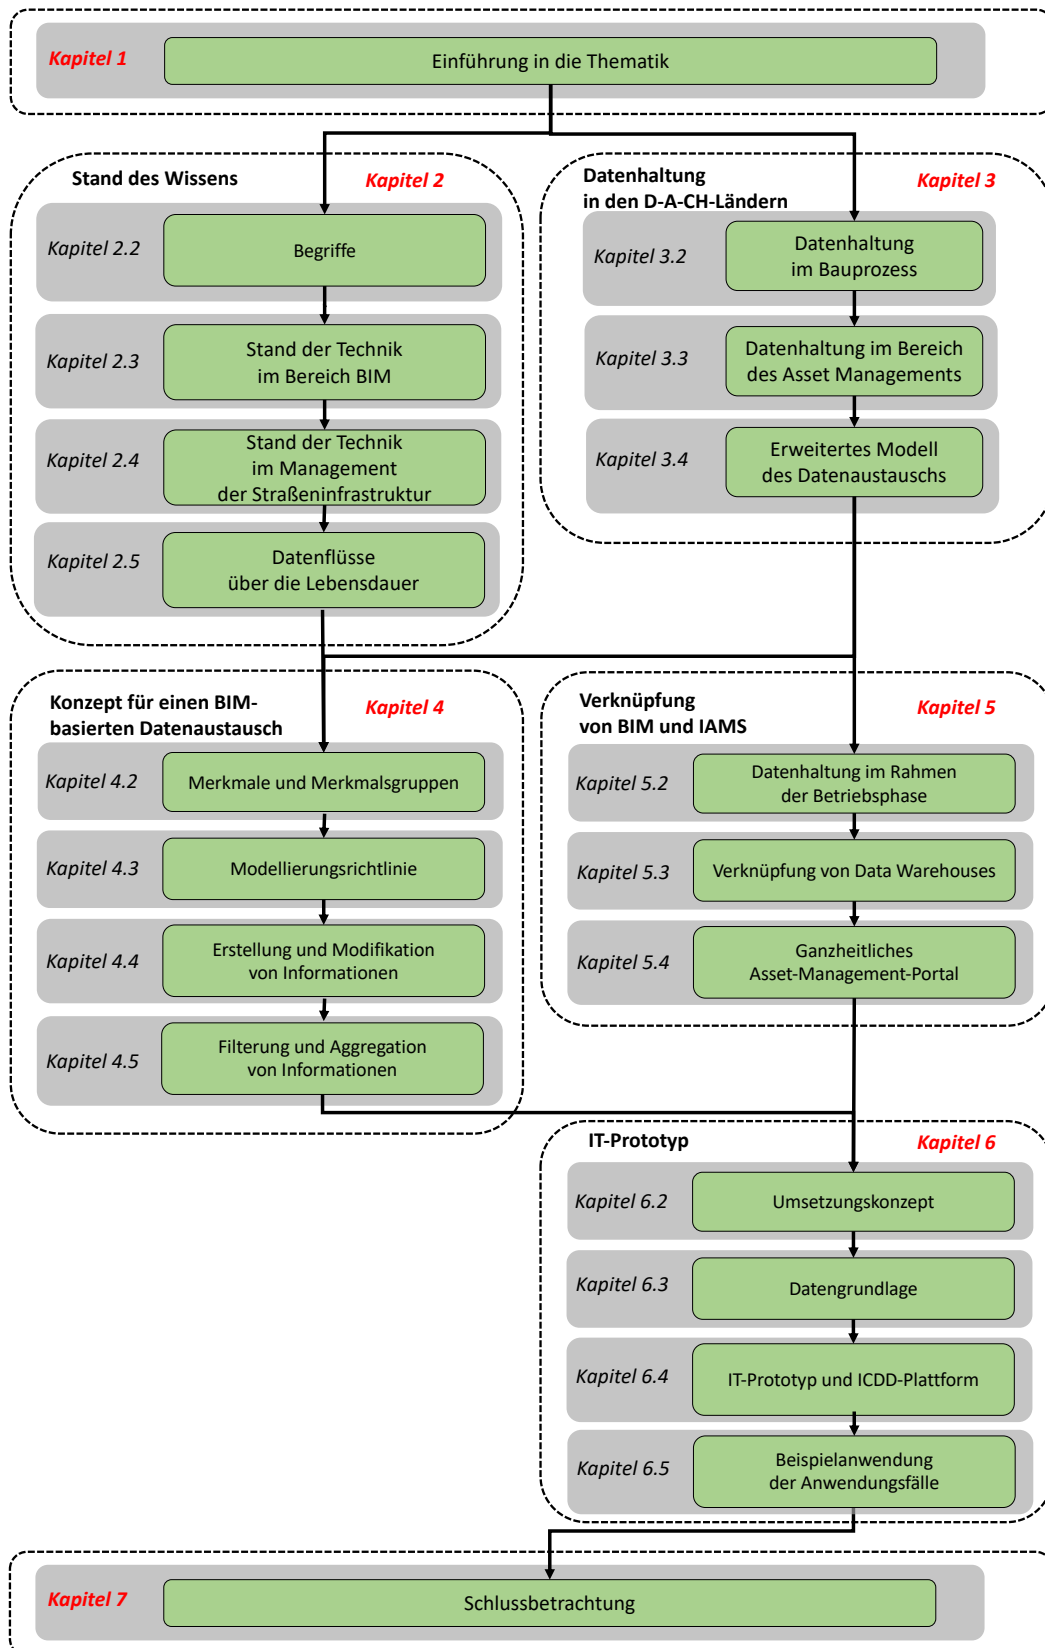 Kapitel 1
Einführung in die Thematik
Stand des Wissens
Kapitel 2
Kapitel 2.2
Begriffe
Kapitel 2.3
Stand der Technik
im Bereich BIM
Kapitel 2.4
Stand der Technik
im Management
der Straßeninfrastruktur
Kapitel 2.5
Datenflüsse
über die Lebensdauer
Datenhaltung
in den D-A-CH-Ländern
Kapitel 3
Kapitel 3.2
Datenhaltung
im Bauprozess
Kapitel 3.3
Datenhaltung im Bereich
des Asset Managements
Kapitel 3.4
Erweitertes Modell
des Datenaustauschs
Konzept für einen BIM-
basierten Datenaustausch
Kapitel 4
Kapitel 4.2
Merkmale und Merkmalsgruppen
Kapitel 4.3
Modellierungsrichtlinie
Kapitel 4.4
Erstellung und Modifikation
von Informationen
Kapitel 4.5
Filterung und Aggregation
von Informationen
Verknüpfung
von BIM und IAMS
Kapitel 5
Kapitel 5.2
Datenhaltung im Rahmen
der Betriebsphase
Kapitel 5.3
Verknüpfung von Data Warehouses
Kapitel 5.4
Ganzheitliches
Asset-Management-Portal
IT-Prototyp
Kapitel 6
Kapitel 6.2
Umsetzungskonzept
Kapitel 6.3
Datengrundlage
Kapitel 6.4
IT-Prototyp und ICDD-Plattform
Kapitel 6.5
Beispielanwendung
der Anwendungsfälle
Kapitel 7
Schlussbetrachtung